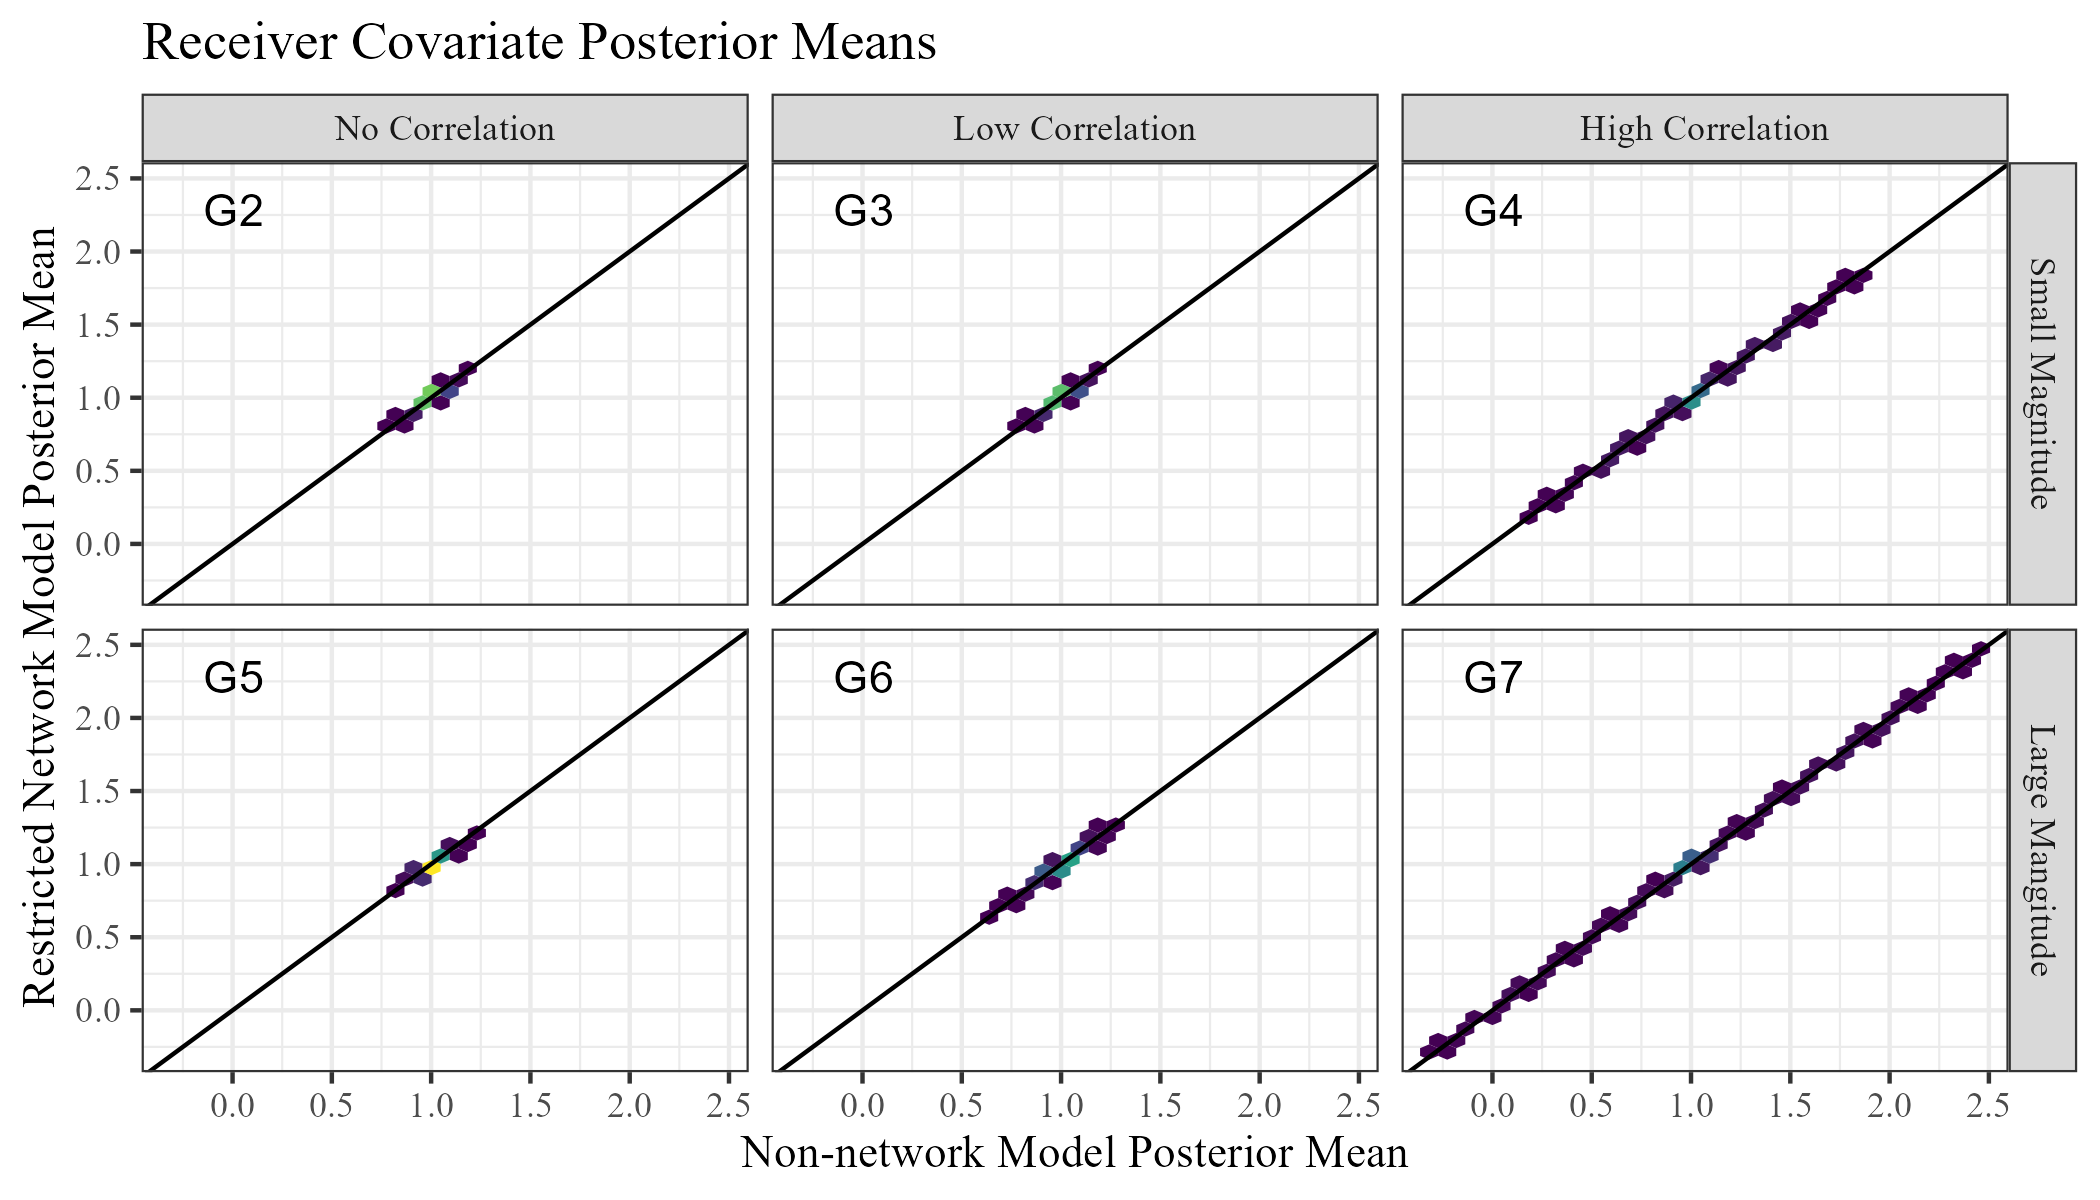 Receiver Covariate Posterior Means
No Correlation
Low Correlation
High Correlation
Restricted Network Model Posterior Mean
2.5
2.0
1.5
1.0
0.5
0.0
G2
G3
G4
Small Magnitude
2.5
2.0
1.5
1.0
0.5
0.0
G5
G6
G7
Large Mangitude
0.0 0.5 1.0 1.5 2.0 2.5
0.0 0.5 1.0 1.5 2.0 2.5
0.0 0.5 1.0 1.5 2.0 2.5
Non-network Model Posterior Mean